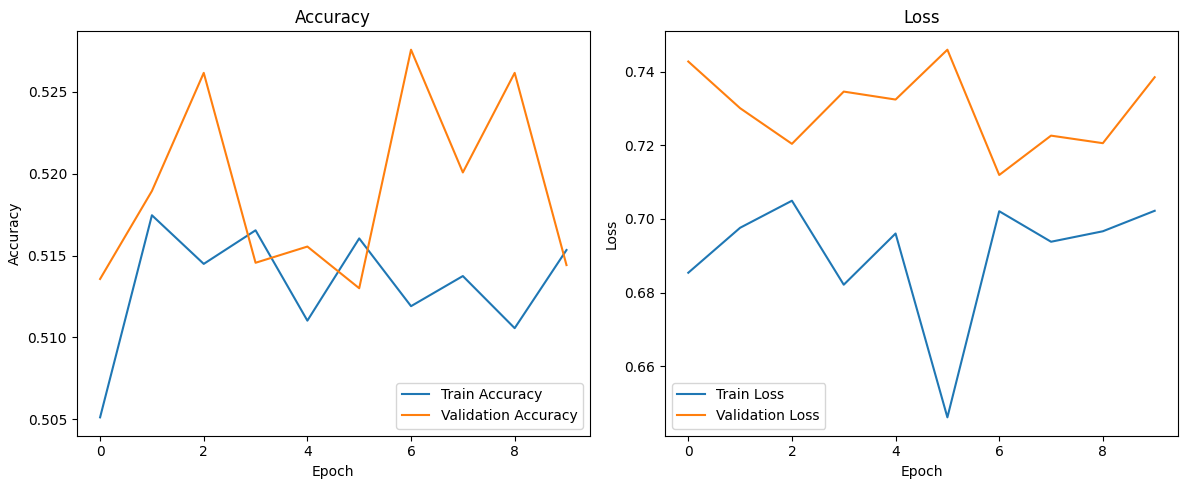 Accuracy
Accuracy
0.525
0.520
0.515
0.510
0.505
0
2
4
6
8
Epoch
Train Accuracy
Validation Accuracy
Loss
Loss
0.74
0.72
0.70
0.68
0.66
0
2
4
6
8
Epoch
Train Loss
Validation Loss